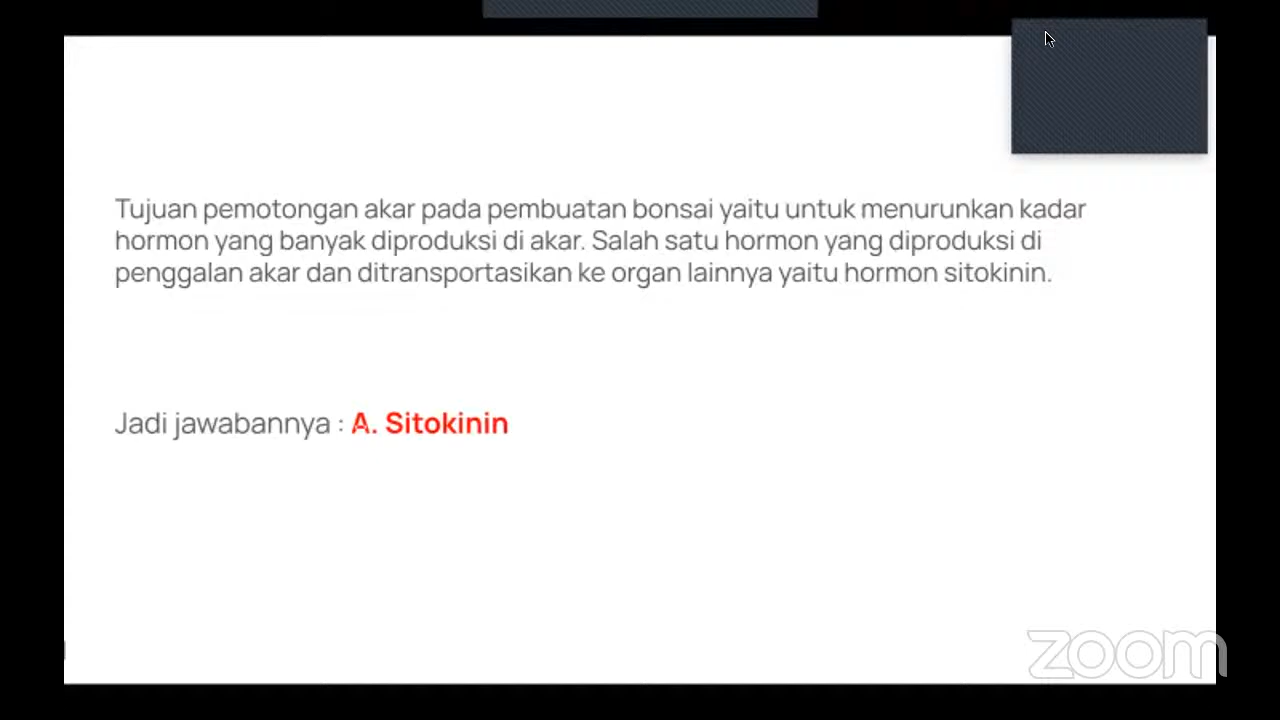 Tujuan pemotongan akar pada pembuatan bonsai yaitu untuk menurunkan kadar
hormon yang banyak diproduksi di akar. Salah satu hormon yang diproduksi di
penggalan akar dan ditransportasikan ke organ lainnya yaitu hormon sitokinin.
Jadi jawabannya : A. Sitokinin
zoom